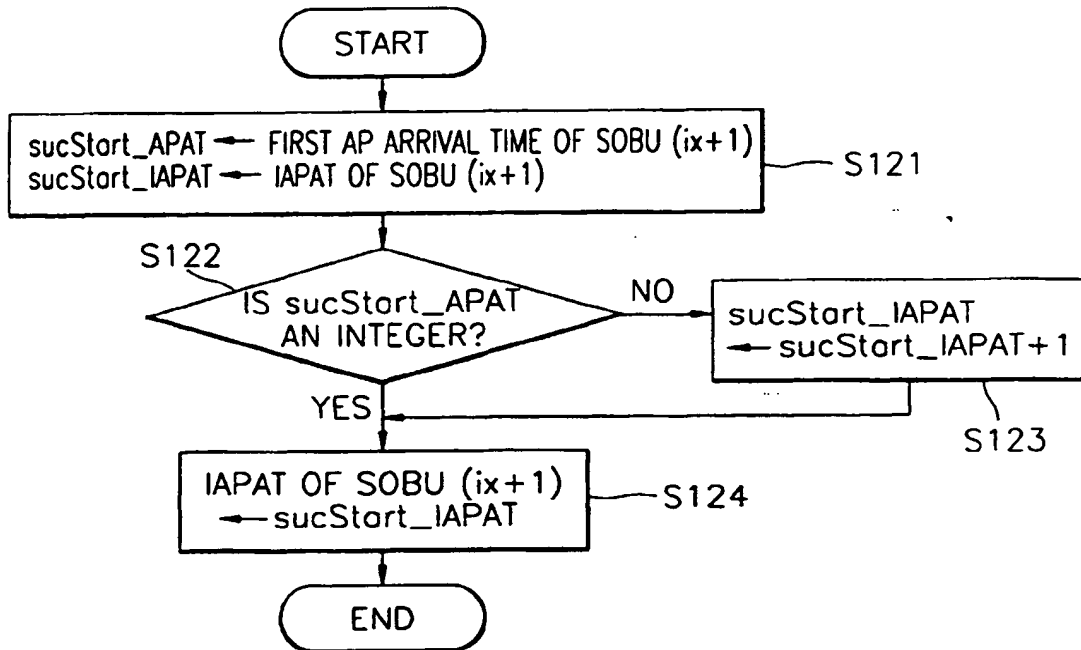 START
sucStart_APAT ← FIRST AP ARRIVAL TIME OF SOBU (ix+1)
sucStart_IAPAT ← IAPAT OF SOBU (ix+1)
S121
S122
IS sucStart_APAT
AN INTEGER?
NO
sucStart_IAPAT
← sucStart_IAPAT+1
S123
YES
IAPAT OF SOBU (ix+1)
← sucStart_IAPAT
S124
END